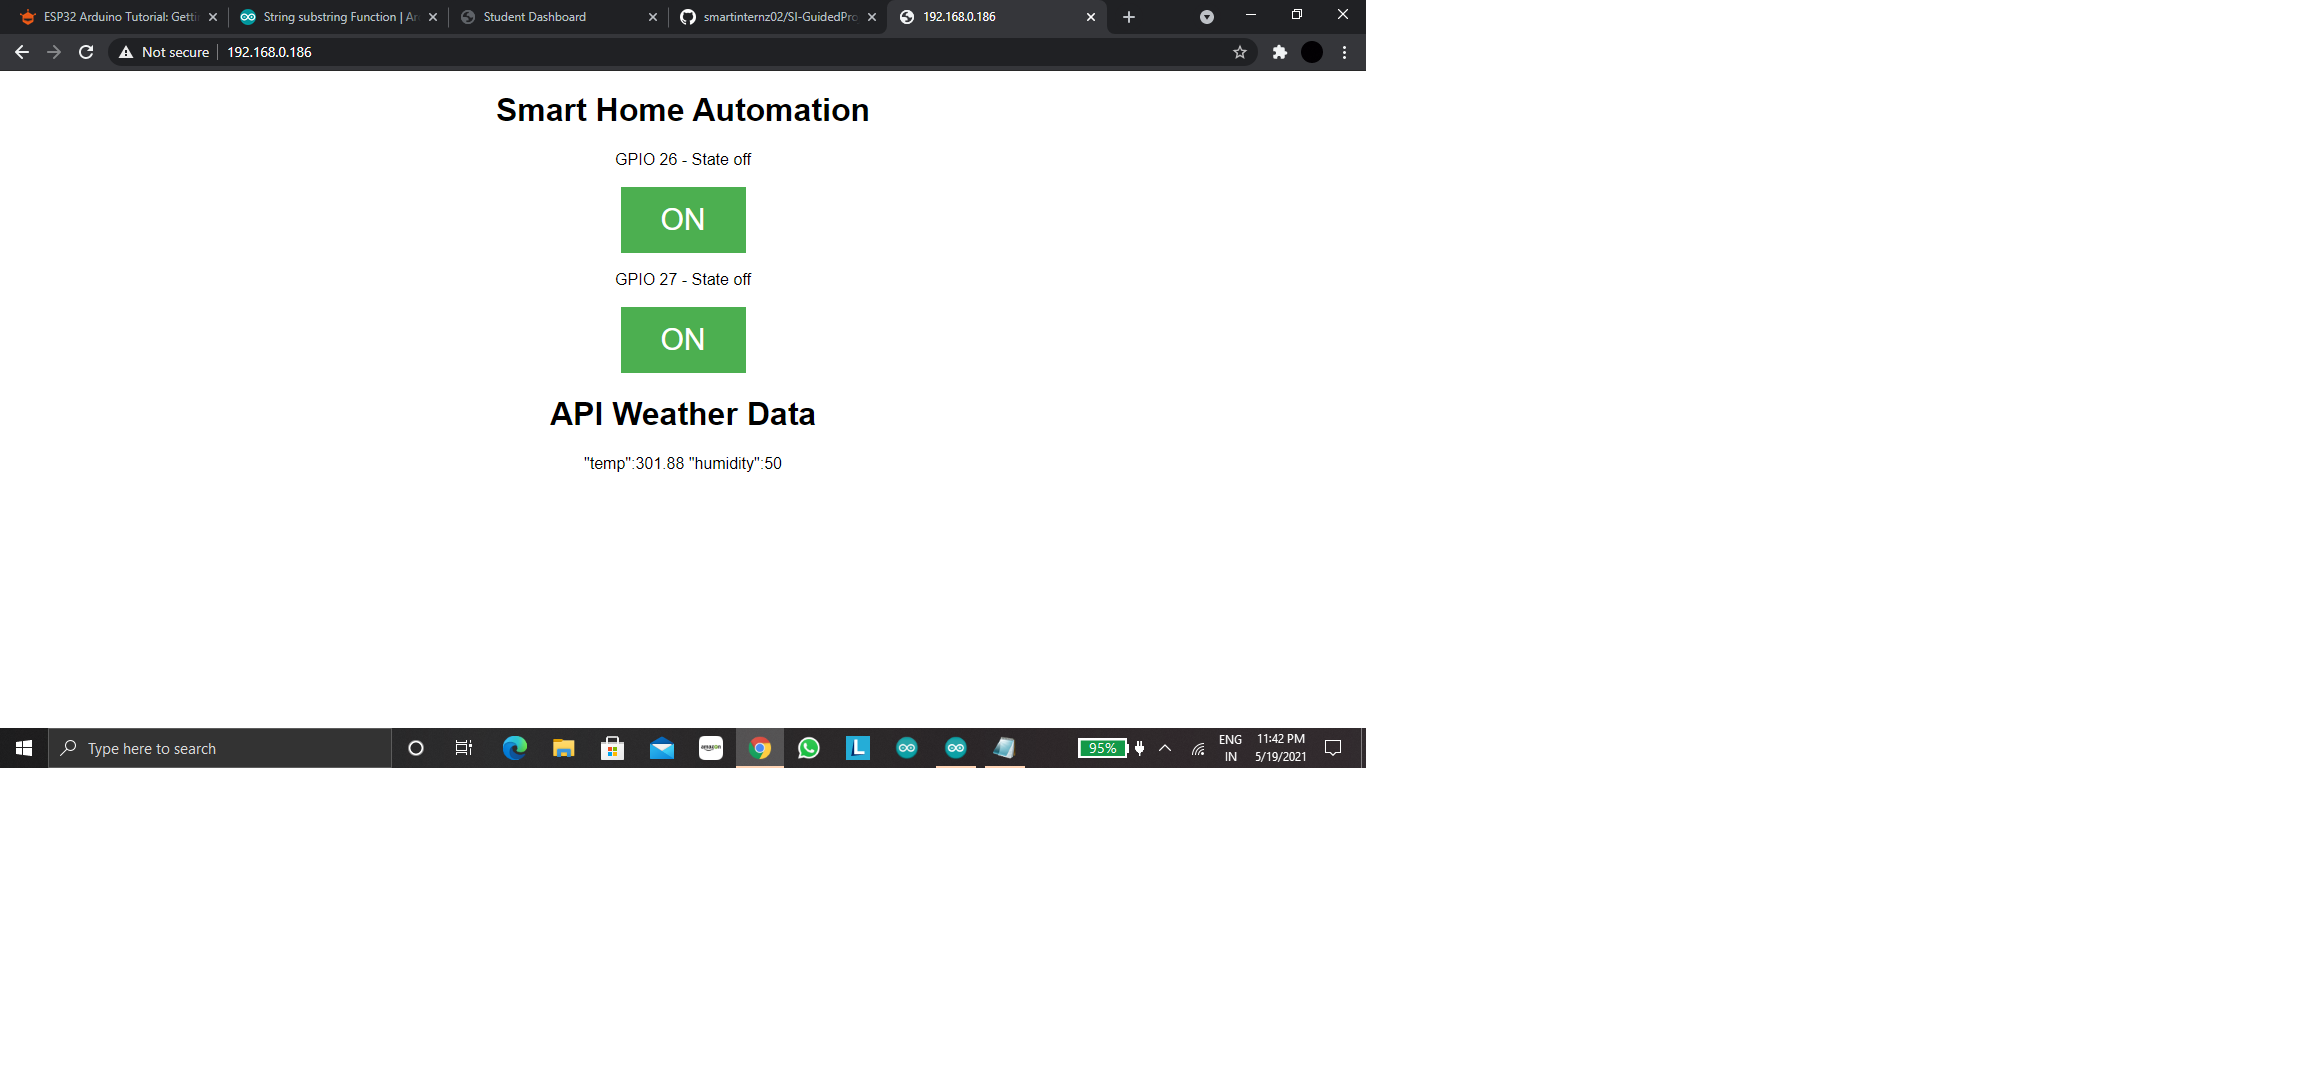 ESP32 Arduino Tutorial: Getti
String substring Function | Ar
Student Dashboard
smartinternz02/SI-GuidedPro
192.168.0.186
Not secure
192.168.0.186
Smart Home Automation
GPIO 26 - State off
ON
GPIO 27 - State off
ON
API Weather Data
"temp":301.88 "humidity":50
Type here to search
amazon
L
95%
ENG
IN
11:42 PM
5/19/2021